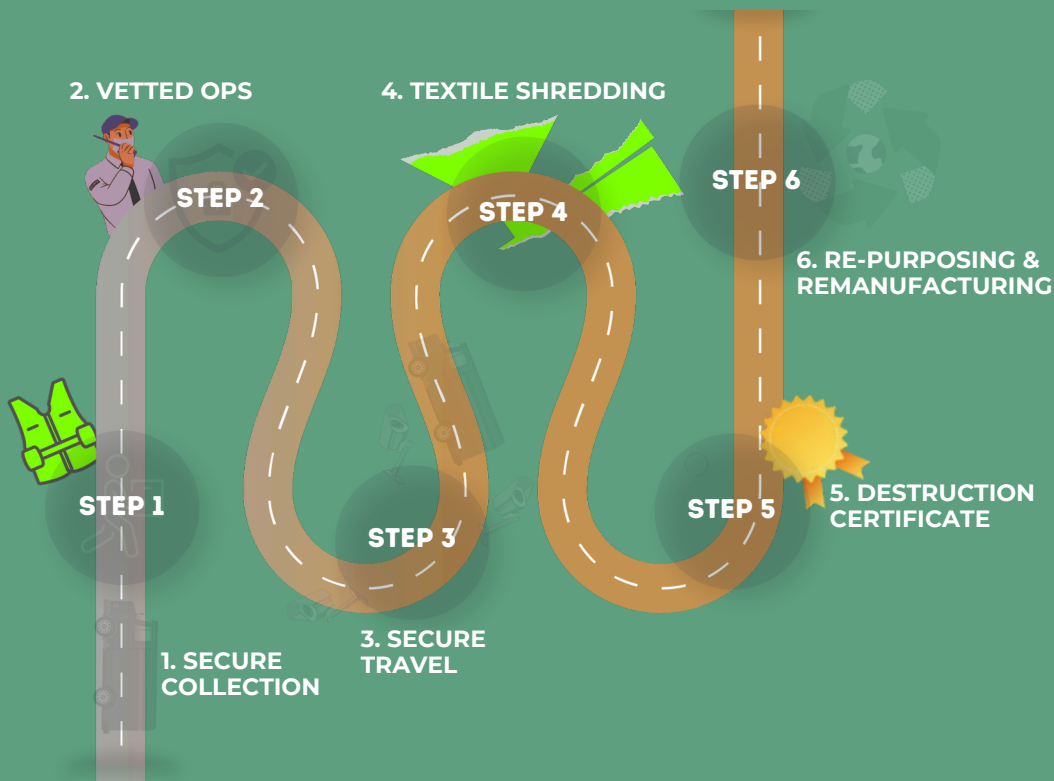 2. VETTED OPS
4. TEXTILE SHREDDING
STEP 2
STEP 4
STEP 6
6. RE-PURPOSING &
REMANUFACTURING
STEP 1
STEP 3
STEP 5
5. DESTRUCTION
CERTIFICATE
1. SECURE
COLLECTION
3. SECURE
TRAVEL